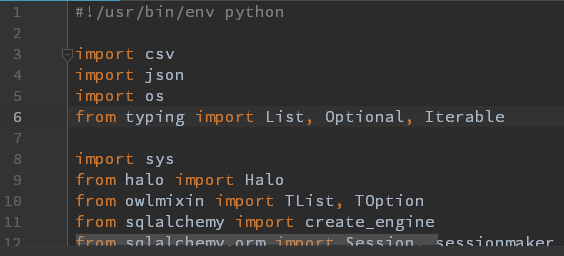 1 #!/usr/bin/env python
2
3 import csv
4 import json
5 import os
6 from typing import List, Optional, Iterable
7
8 import sys
9 from halo import Halo
10 from owlmixin import TList, TOption
11 from sqlalchemy import create_engine
12 from sqlalchemy.orm import Session, sessionmaker